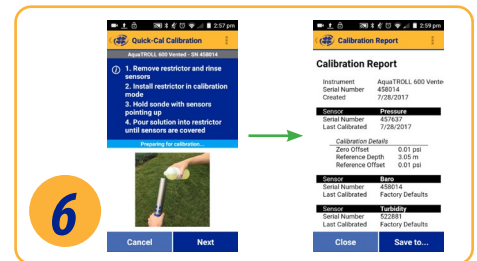 2:57 pm
Quick-Cal Calibration
AquaTROLL 600 Vented - SN 458014
1. Remove restrictor and rinse
sensors
2. Install restrictor in calibration
mode
3. Hold sonde with sensors
pointing up
4. Pour solution into restrictor
until sensors are covered
Preparing for calibration...
Cancel Next
2:59 pm
Calibration Report
Calibration Report
Instrument AquaTROLL 600 Vente
Serial Number 458014
Created 7/28/2017
Sensor Pressure
Serial Number 457637
Last Calibrated 7/28/2017
Calibration Details
Zero Offset 0.01 psi
Reference Depth 3.05 m
Reference Offset 0.01 psi
Sensor Baro
Serial Number 458014
Last Calibrated Factory Defaults
Sensor Turbidity
Serial Number 522881
Last Calibrated Factory Defaults
Close Save to...
6